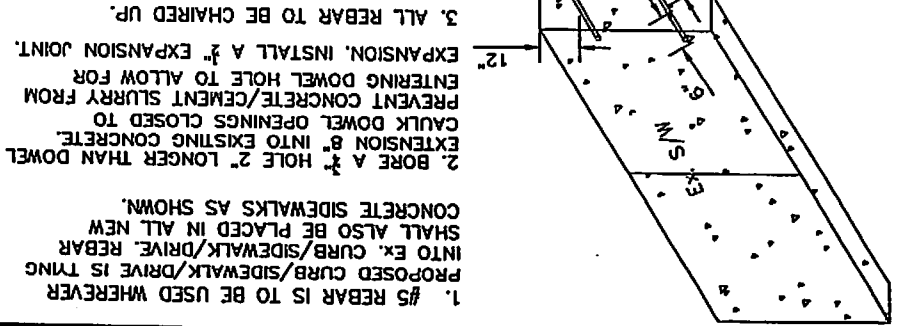 1. #5 REBAR IS TO BE USED WHEREVER
PROPOSED CURB/SIDEWALK/DRIVE IS TYING
INTO Ex. CURB/SIDEWALK/DRIVE. REBAR
SHALL ALSO BE PLACED IN ALL NEW
CONCRETE SIDEWALKS AS SHOWN.
2. BORE A ¾" HOLE 2" LONGER THAN DOWEL
EXTENSION 8" INTO EXISTING CONCRETE.
CAULK DOWEL OPENINGS CLOSED TO
PREVENT CONCRETE/CEMENT SLURRY FROM
ENTERING DOWEL HOLE TO ALLOW FOR
EXPANSION. INSTALL A ½" EXPANSION JOINT.
3. ALL REBAR TO BE CHAIRED UP.
12"
6"
Ex.
S/W